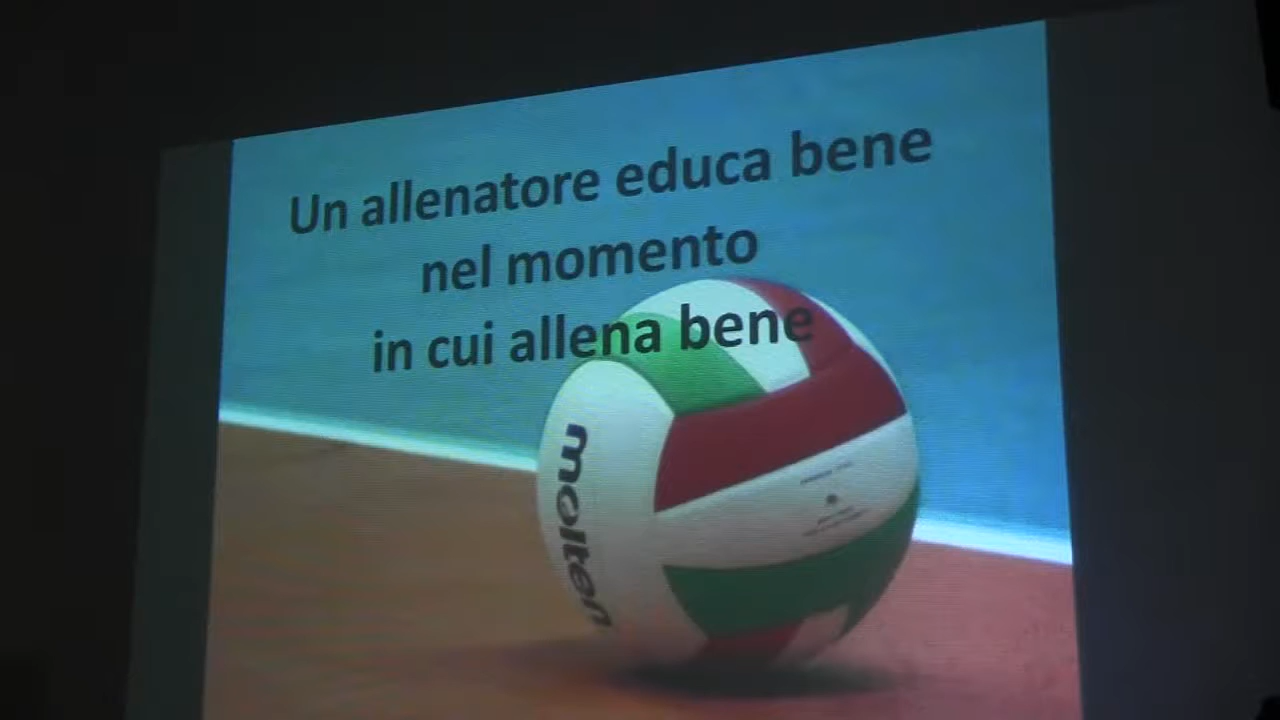 Un allenatore educa bene
nel momento
in cui allena bene
molten